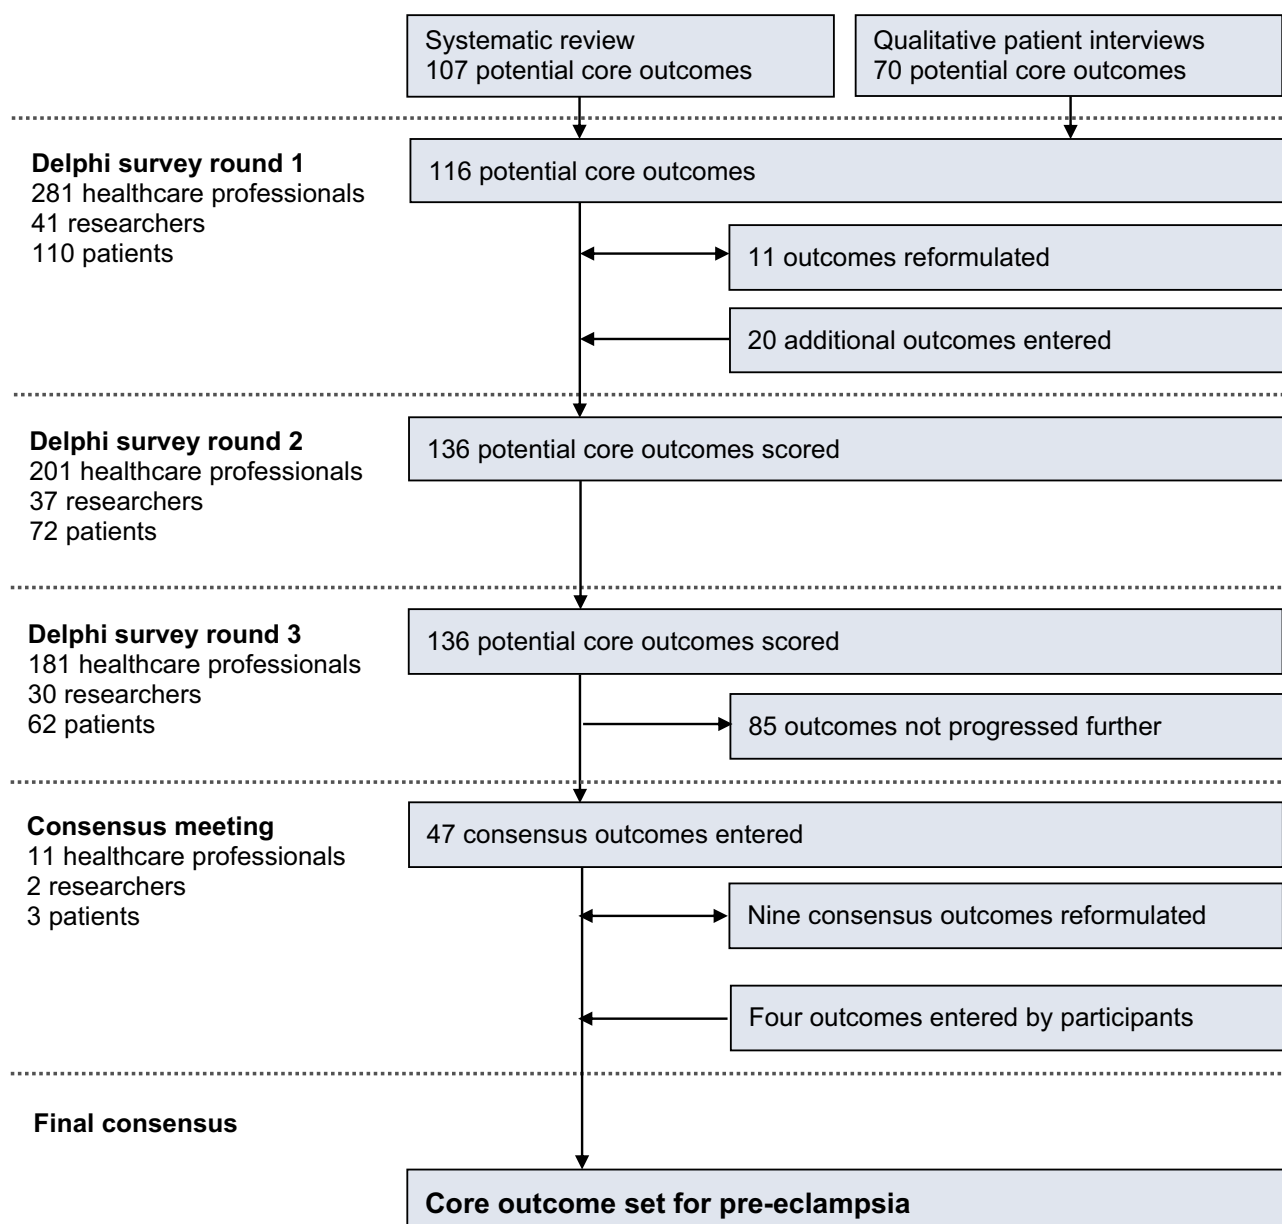 Systematic review
107 potential core outcomes
Qualitative patient interviews
70 potential core outcomes
Delphi survey round 1
281 healthcare professionals
41 researchers
110 patients
116 potential core outcomes
11 outcomes reformulated
20 additional outcomes entered
Delphi survey round 2
201 healthcare professionals
37 researchers
72 patients
136 potential core outcomes scored
Delphi survey round 3
181 healthcare professionals
30 researchers
62 patients
136 potential core outcomes scored
85 outcomes not progressed further
Consensus meeting
11 healthcare professionals
2 researchers
3 patients
47 consensus outcomes entered
Nine consensus outcomes reformulated
Four outcomes entered by participants
Final consensus
Core outcome set for pre-eclampsia